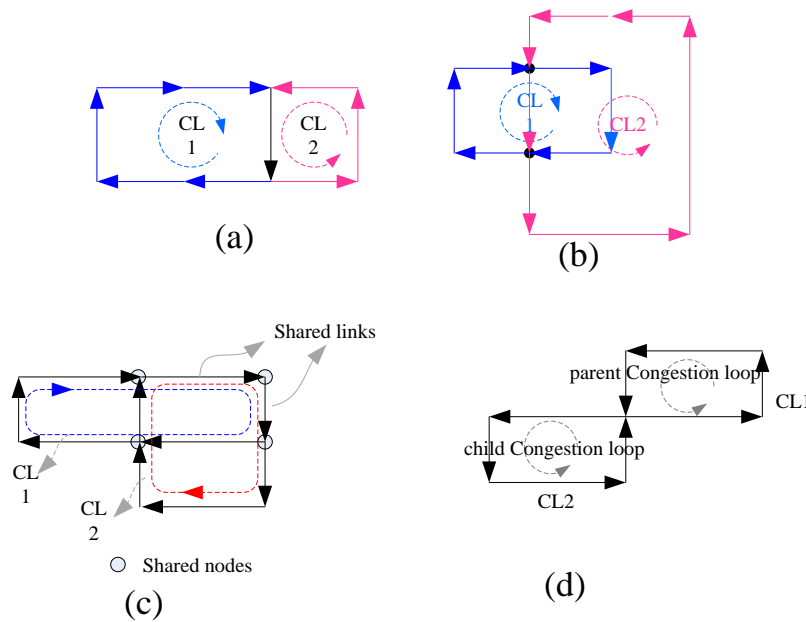 CL
1
CL
2
(a)
CL
1
CL2
(b)
Shared links
CL
1
CL
2
Shared nodes
(c)
parent Congestion loop
CL1
child Congestion loop
CL2
(d)